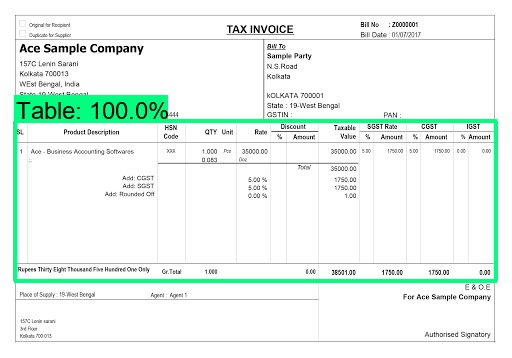 Original for Recipient
Duplicate for Supplier
TAX INVOICE
Bill No : Z0000001
Bill Date : 01/07/2017
Ace Sample Company
157C Lenin Sarani
Kolkata 700013
WEst Bengal, India
State 19-West Bengal
Bill To
Sample Party
N.S.Road
Kolkata
kOLKATA 700001
State : 19-West Bengal
GSTIN : PAN :
Table: 100.0%
SL Product Description HSN Code QTY Unit Rate Discount % Amount Taxable Value SGST Rate % Amount CGST % Amount IGST % Amount
1 Ace - Business Accounting Softwares XXX 1.000 Pcs 35000.00 35000.00 5.00 1750.00 5.00 1750.00 0.00 0.00
:: 0.083 Doz
Total 35000.00
Add: CGST 5.00 % 1750.00
Add: SGST 5.00 % 1750.00
Add: Rounded Off 0.00 % 1.00
Rupees Thirty Eight Thousand Five Hundred One Only Gr.Total 1.000 0.00 38501.00 1750.00 1750.00 0.00
E & O.E
Place of Supply : 19-West Bengal Agent : Agent 1
For Ace Sample Company
157C Lenin sarani
3rd Floor
Kolkata 700 013
Authorised Signatory